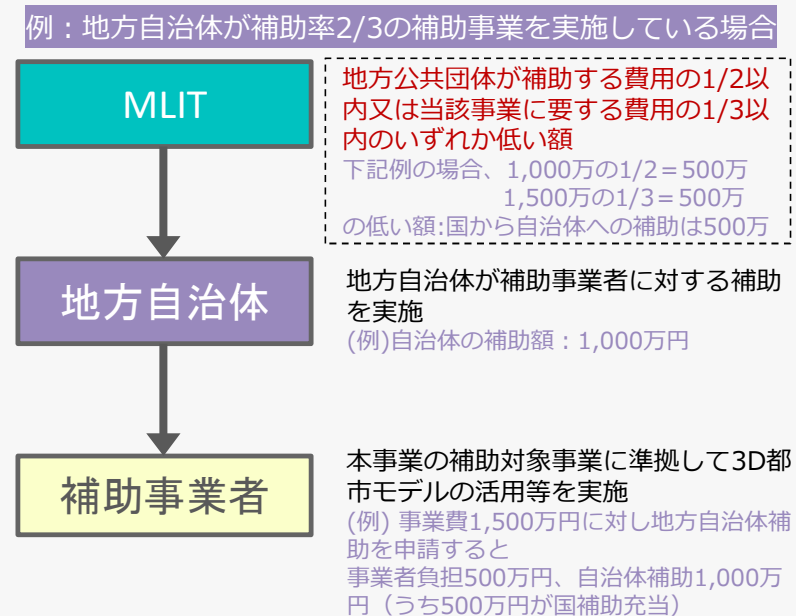 例：地方自治体が補助率2/3の補助事業を実施している場合
MLIT
地方公共団体が補助する費用の1/2以
内又は当該事業に要する費用の1/3以
内のいずれか低い額
下記例の場合、1,000万の1/2＝500万
1,500万の1/3＝500万
の低い額:国から自治体への補助は500万
地方自治体
地方自治体が補助事業者に対する補助
を実施
(例)自治体の補助額：1,000万円
補助事業者
本事業の補助対象事業に準拠して3D都
市モデルの活用等を実施
(例) 事業費1,500万円に対し地方自治体補
助を申請すると
事業者負担500万円、自治体補助1,000万
円（うち500万円が国補助充当）